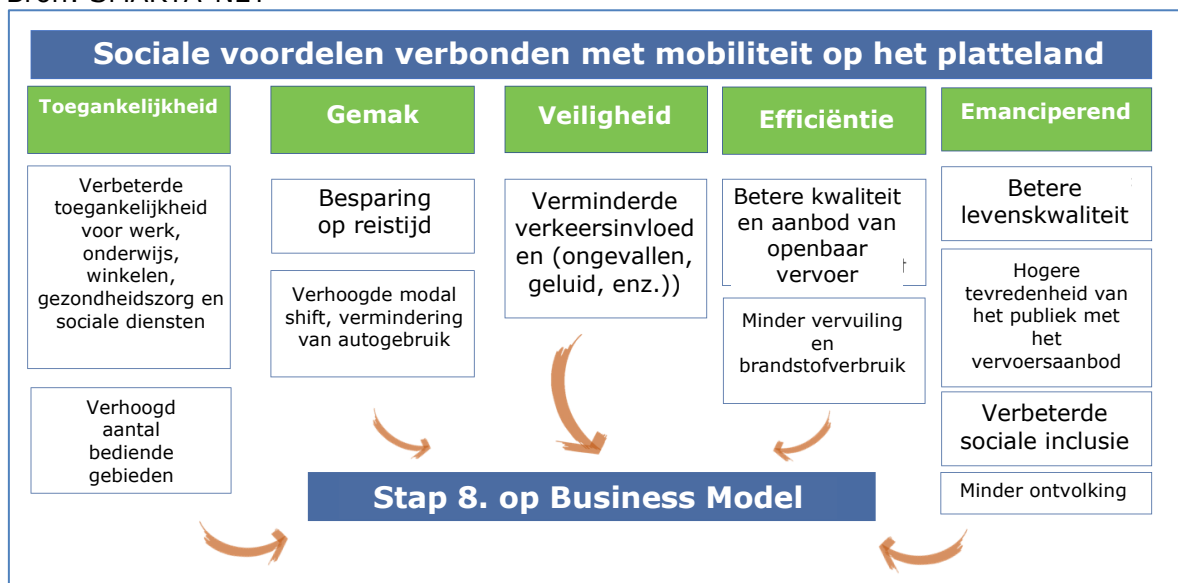 Bron: SMARTA-NET
Sociale voordelen verbonden met mobiliteit op het platteland
Toegankelijkheid
Verbeterde
toegankelijkheid
voor werk,
onderwijs,
winkelen,
gezondheidszorg en
sociale diensten
Verhoogd
aantal
bediende
gebieden
Gemak
Besparing
op reistijd
Verhoogde modal
shift, vermindering
van autogebruik
Veiligheid
Verminderde
verkeersinvloed
en (ongevallen,
geluid, enz.))
Efficiëntie
Betere kwaliteit
en aanbod van
openbaar
vervoer
Minder vervuiling
en
brandstofverbruik
Emanciperend
Betere
levenskwaliteit
Hogere
tevredenheid van
het publiek met
het
vervoersaanbod
Verbeterde
sociale inclusie
Minder ontvolking
Stap 8. op Business Model